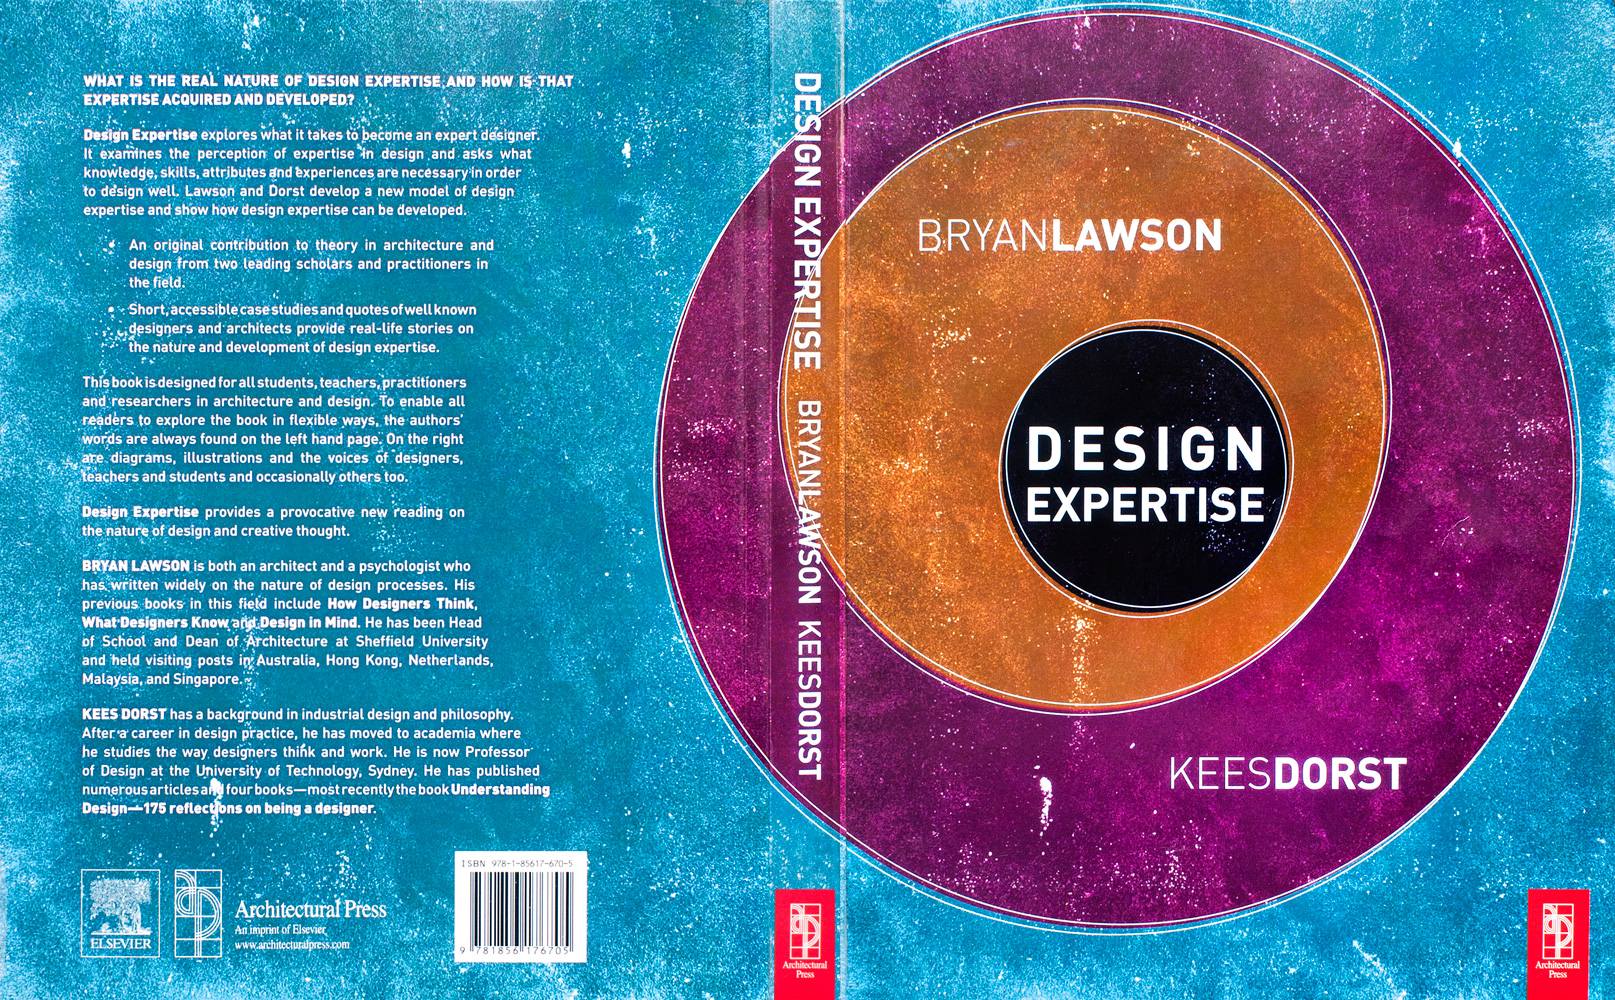 WHAT IS THE REAL NATURE OF DESIGN EXPERTISE AND HOW IS THAT
EXPERTISE ACQUIRED AND DEVELOPED?
Design Expertise explores what it takes to become an expert designer.
It examines the perception of expertise in design and asks what
knowledge, skills, attributes and experiences are necessary in order
to design well. Lawson and Dorst develop a new model of design
expertise and show how design expertise can be developed.
• An original contribution to theory in architecture and
design from two leading scholars and practitioners in
the field.
• Short, accessible case studies and quotes of well known
designers and architects provide real-life stories on
the nature and development of design expertise.
This book is designed for all students, teachers, practitioners
and researchers in architecture and design. To enable all
readers to explore the book in flexible ways, the authors'
words are always found on the left hand page. On the right
are diagrams, illustrations and the voices of designers,
teachers and students and occasionally others too.
Design Expertise provides a provocative new reading on
the nature of design and creative thought.
BRYAN LAWSON is both an architect and a psychologist who
has written widely on the nature of design processes. His
previous books in this field include How Designers Think,
What Designers Know and Design in Mind. He has been Head
of School and Dean of Architecture at Sheffield University
and held visiting posts in Australia, Hong Kong, Netherlands,
Malaysia, and Singapore.
KEES DORST has a background in industrial design and philosophy.
After a career in design practice, he has moved to academia where
he studies the way designers think and work. He is now Professor
of Design at the University of Technology, Sydney. He has published
numerous articles and four books—most recently the book Understanding
Design—175 reflections on being a designer.
ELSEVIER
Architectural Press
An imprint of Elsevier
www.architecturalpress.com
ISBN 978-1-85617-670-5
9 781856 176705
DESIGN EXPERTISE BRYANLAWSON KEESDORST
Architectural
Press
BRYANLAWSON
DESIGN
EXPERTISE
KEESDORST
Architectural
Press